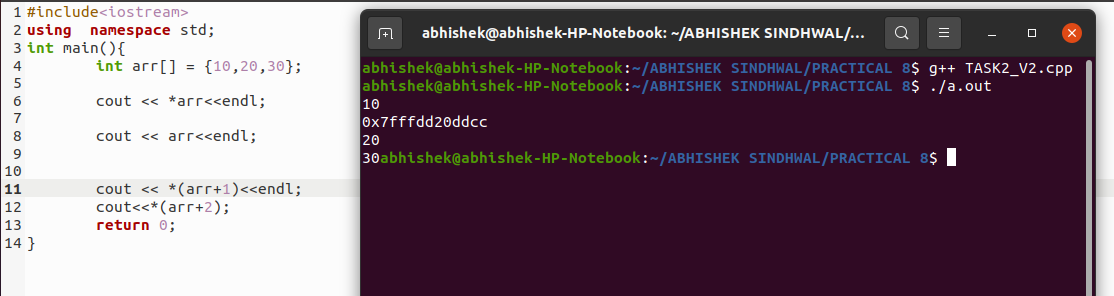 1 #include<iostream>
2 using  namespace std;
3 int main(){
4         int arr[] = {10,20,30};
5
6         cout << *arr<<endl;
7
8         cout << arr<<endl;
9
10
11         cout << *(arr+1)<<endl;
12         cout<<*(arr+2);
13         return 0;
14 }
abhishek@abhishek-HP-Notebook: ~/ABHISHEK SINDHWAL/...
abhishek@abhishek-HP-Notebook:~/ABHISHEK SINDHWAL/PRACTICAL 8$ g++ TASK2_V2.cpp
abhishek@abhishek-HP-Notebook:~/ABHISHEK SINDHWAL/PRACTICAL 8$ ./a.out
10
0x7fffdd20ddcc
20
30abhishek@abhishek-HP-Notebook:~/ABHISHEK SINDHWAL/PRACTICAL 8$